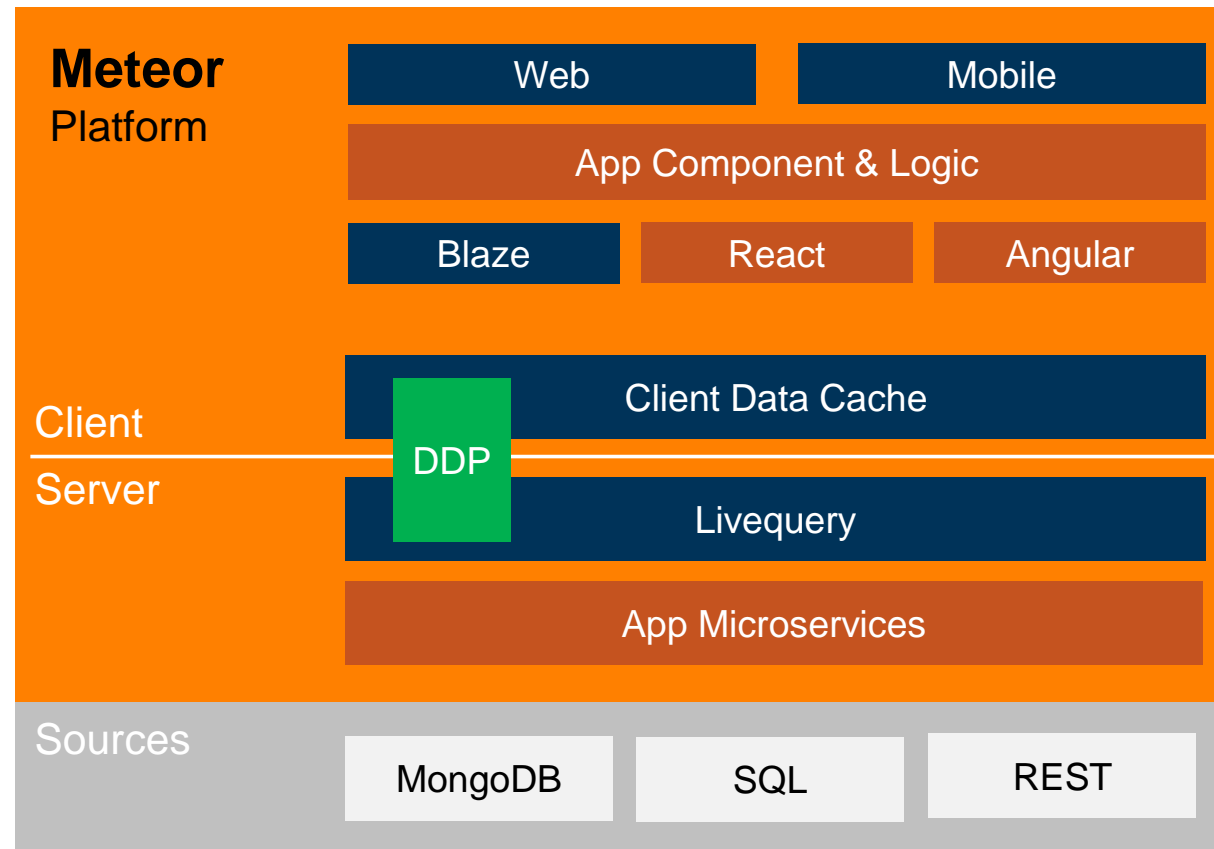 Meteor
Platform
Web
Mobile
App Component & Logic
Blaze
React
Angular
Client
Client Data Cache
DDP
Server
Livequery
App Microservices
Sources
MongoDB
SQL
REST